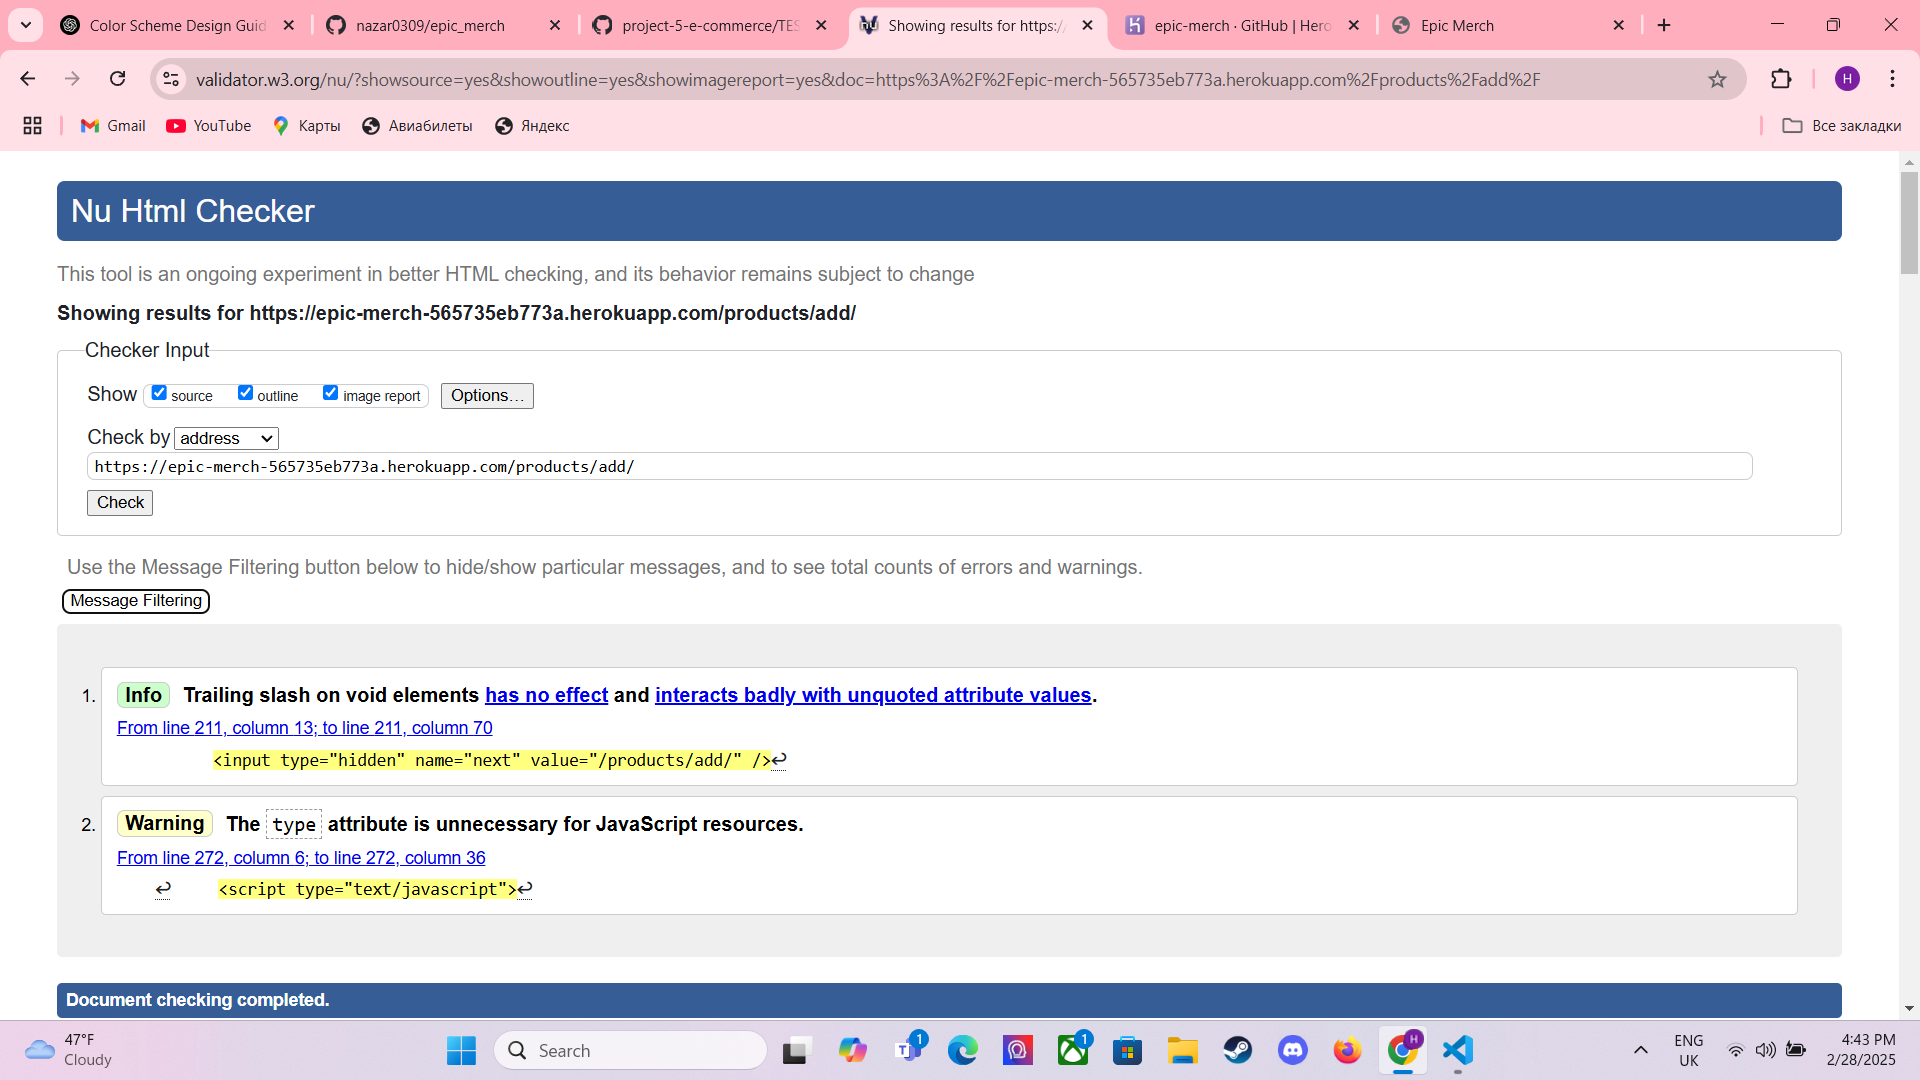 Color Scheme Design Guid
nazar0309/epic_merch
project-5-e-commerce/TES
Showing results for https:/
epic-merch · GitHub | Hero
Epic Merch
validator.w3.org/nu/?showsource=yes&showoutline=yes&showimagereport=yes&doc=https%3A%2F%2Fepic-merch-565735eb773a.herokuapp.com%2Fproducts%2Fadd%2F
H
Gmail
YouTube
Карты
Авиабилеты
Яндекс
Все закладки
Nu Html Checker
This tool is an ongoing experiment in better HTML checking, and its behavior remains subject to change
Showing results for https://epic-merch-565735eb773a.herokuapp.com/products/add/
Checker Input
Show source outline image report Options…
Check by address
https://epic-merch-565735eb773a.herokuapp.com/products/add/
Check
Use the Message Filtering button below to hide/show particular messages, and to see total counts of errors and warnings.
Message Filtering
1. Info Trailing slash on void elements has no effect and interacts badly with unquoted attribute values.
From line 211, column 13; to line 211, column 70
<input type="hidden" name="next" value="/products/add/" />↩
2. Warning The type attribute is unnecessary for JavaScript resources.
From line 272, column 6; to line 272, column 36
↩ <script type="text/javascript">↩
Document checking completed.
47°F
Cloudy
Search
1
1
H
ENG
UK
4:43 PM
2/28/2025